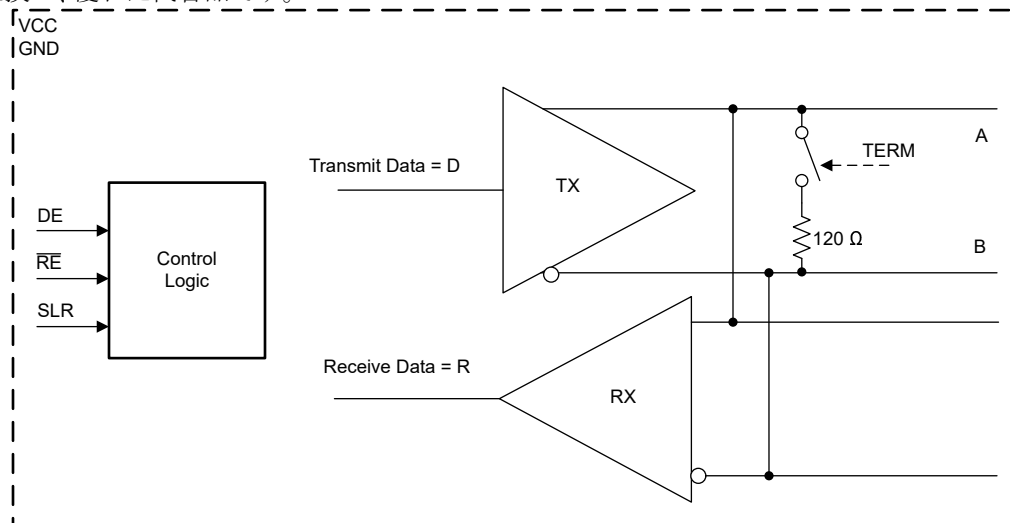 VCC
GND
Transmit Data = D
TX
A
TERM
120 Ω
B
DE
RE
SLR
Control
Logic
Receive Data = R
RX